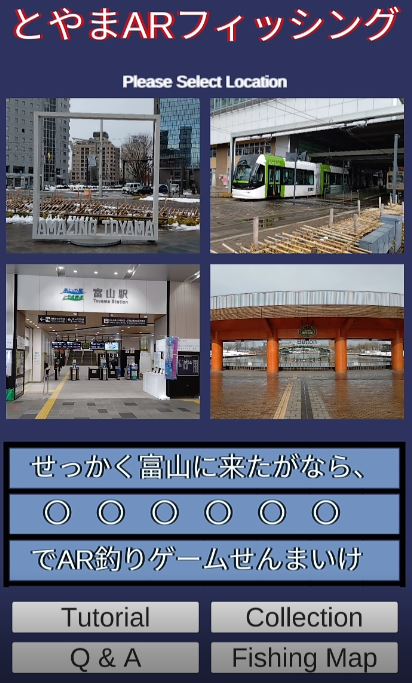 とやまARフィッシング
Please Select Location
AMAZING TOYAMA
富山駅
Toyama Station
せっかく富山に来たがなら、
〇 〇 〇 〇 〇 〇
でAR釣りゲームせんまいけ
Tutorial
Collection
Q & A
Fishing Map